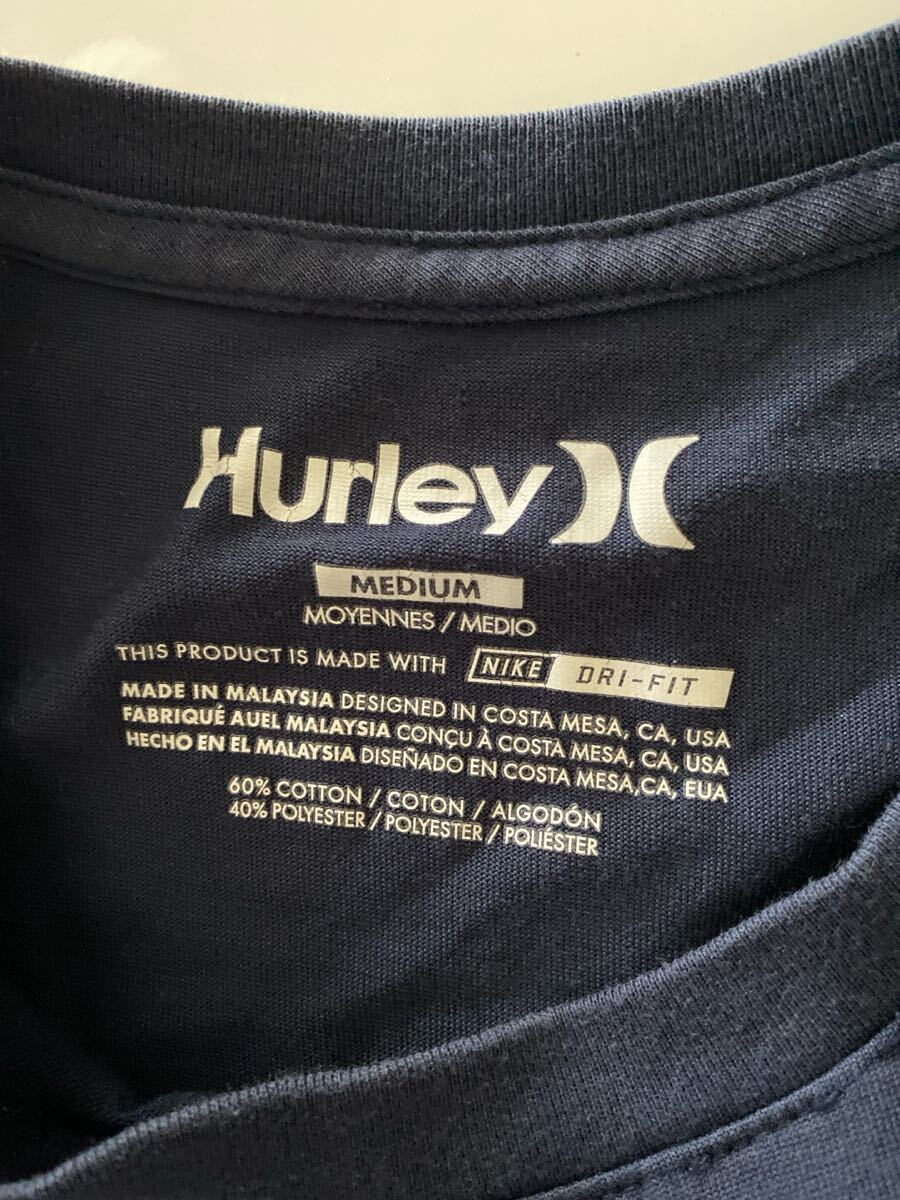 Hurley
MEDIUM
MOYENNES / MEDIO
THIS PRODUCT IS MADE WITH NIKE DRI-FIT
MADE IN MALAYSIA DESIGNED IN COSTA MESA, CA, USA
FABRIQUÉ AUEL MALAYSIA CONÇU À COSTA MESA, CA, USA
HECHO EN EL MALAYSIA DISEÑADO EN COSTA MESA,CA, EUA
60% COTTON / COTON / ALGODÓN
40% POLYESTER / POLYESTER / POLIÉSTER